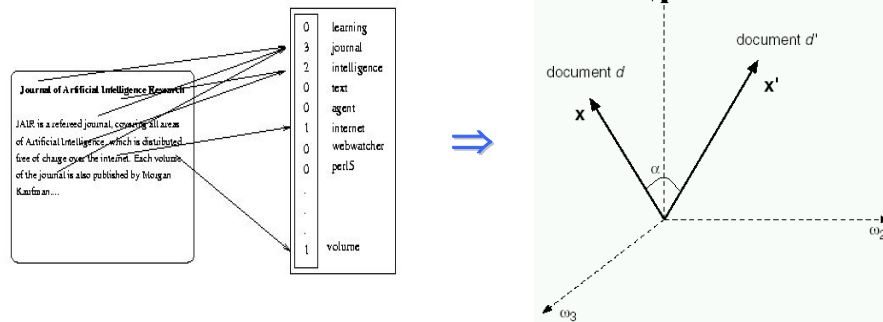 Journal of Artificial Intelligence Research
JAIR is a refereed journal, covering all areas
of Artificial Intelligence, which is distributed
free of charge over the internet. Each volume
of the journal is also published by Morgan
Kaufman....
0 learning
3 journal
2 intelligence
0 text
0 agent
1 internet
0 webwatcher
0 perl5
.
.
.
1 volume
⇒
document d'
document d
x'
x
α
ω2
ω3